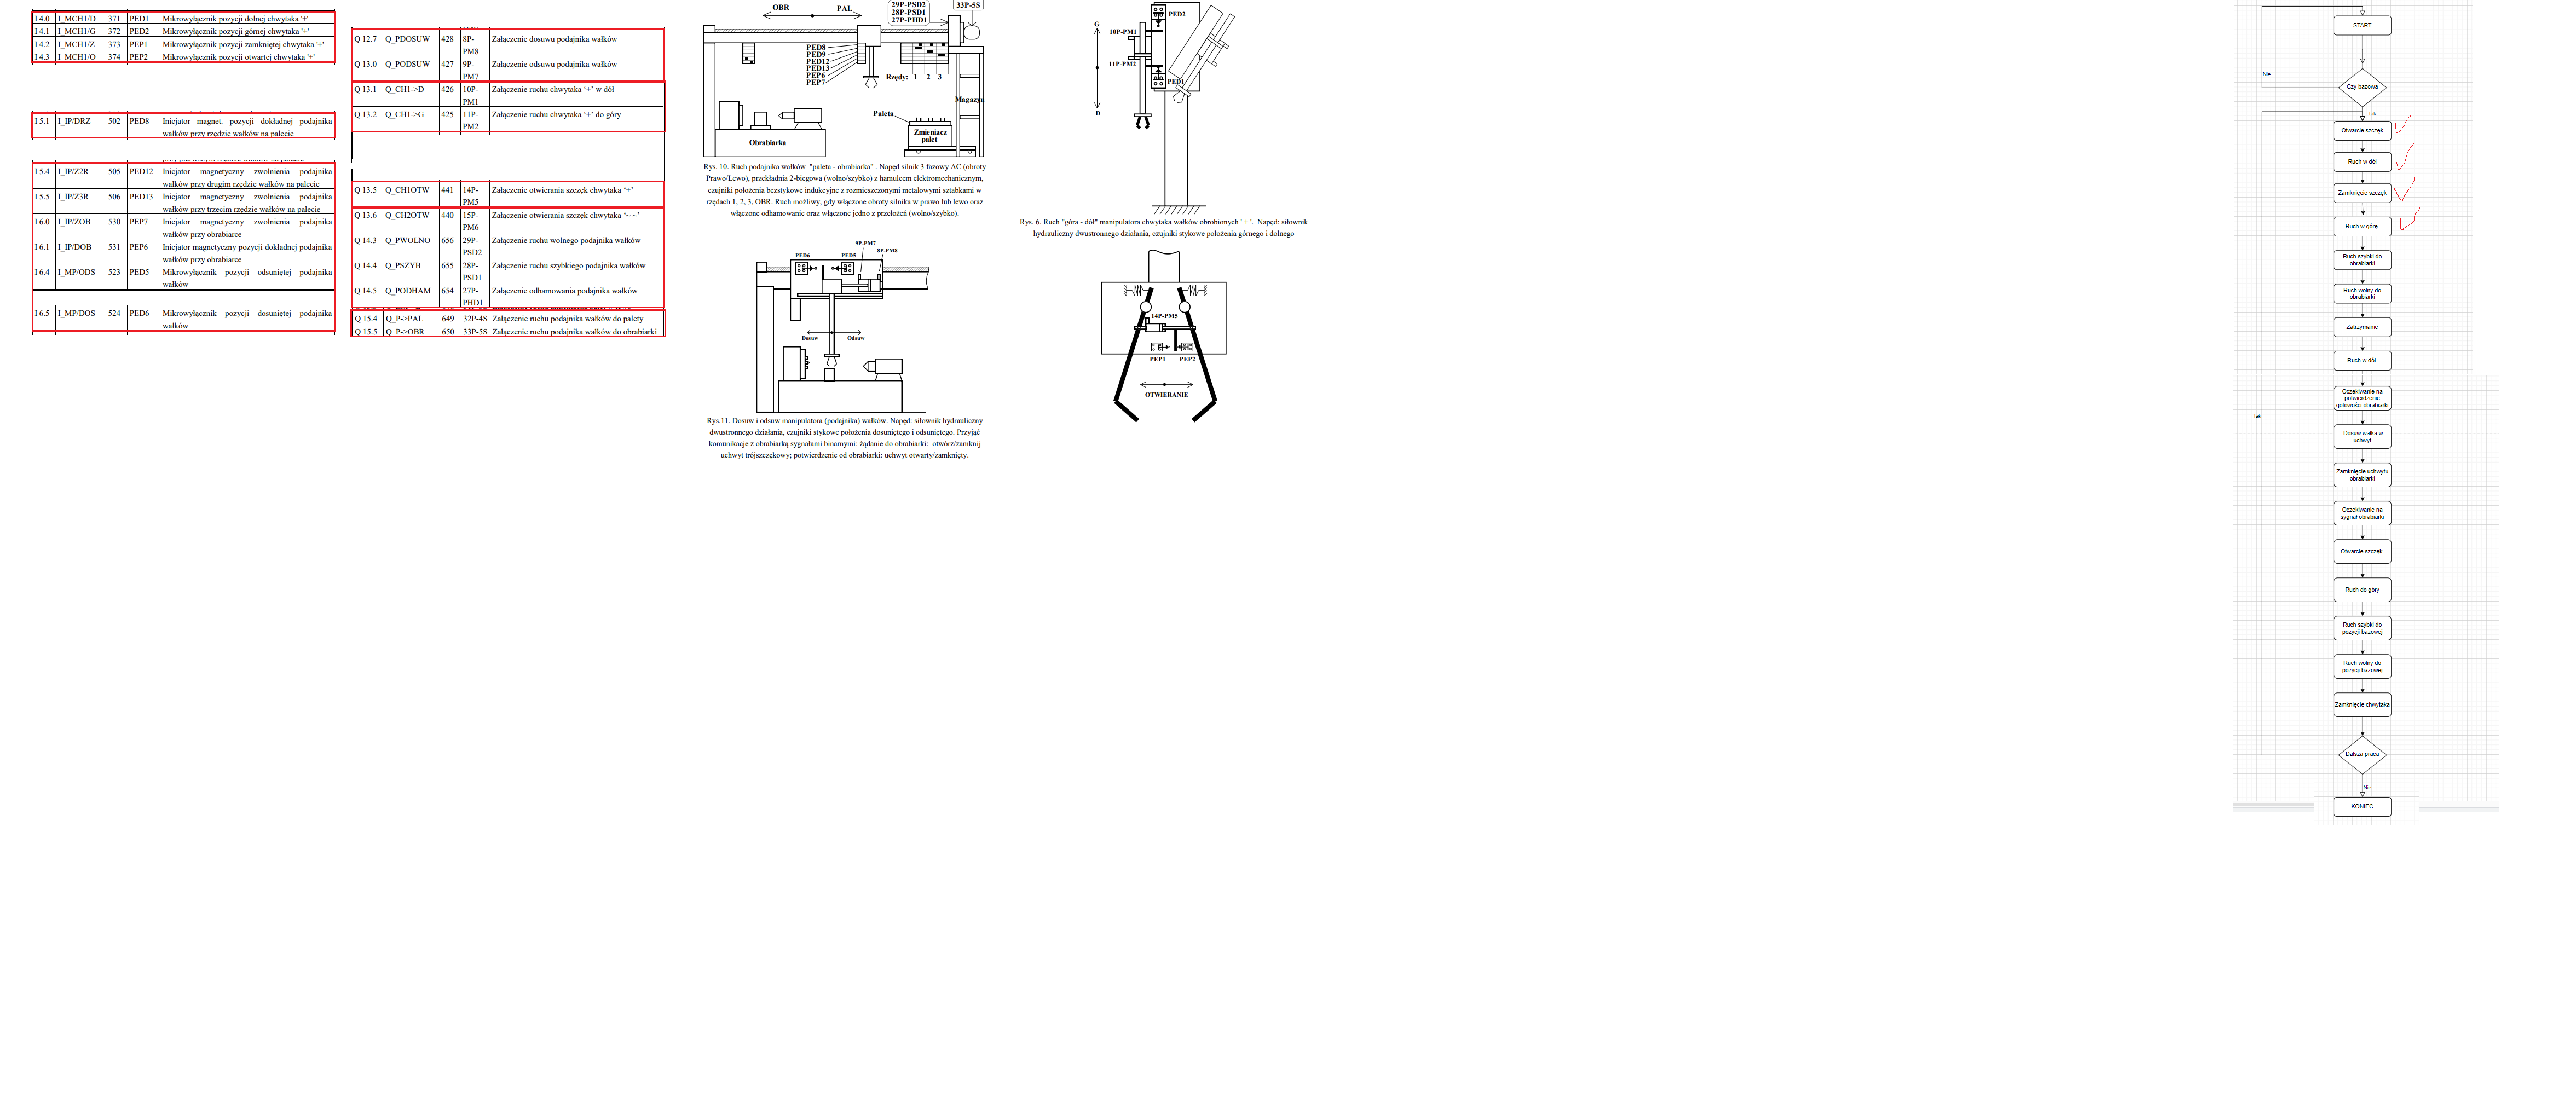 I 4.0 I_MCH1/D 371 PED1 Mikrowyłącznik pozycji dolnej chwytaka '+'
I 4.1 I_MCH1/G 372 PED2 Mikrowyłącznik pozycji górnej chwytaka '+'
I 4.2 I_MCH1/Z 373 PEP1 Mikrowyłącznik pozycji zamkniętej chwytaka '+'
I 4.3 I_MCH1/O 374 PEP2 Mikrowyłącznik pozycji otwartej chwytaka '+'
I 5.1 I_IP/DRZ 502 PED8 Inicjator magnet. pozycji dokładnej podajnika
wałków przy rzędzie wałków na palecie
I 5.4 I_IP/Z2R 505 PED12 Inicjator magnetyczny zwolnienia podajnika
wałków przy drugim rzędzie wałków na palecie
I 5.5 I_IP/Z3R 506 PED13 Inicjator magnetyczny zwolnienia podajnika
wałków przy trzecim rzędzie wałków na palecie
I 6.0 I_IP/ZOB 530 PEP7 Inicjator magnetyczny zwolnienia podajnika
wałków przy obrabiarce
I 6.1 I_IP/DOB 531 PEP6 Inicjator magnetyczny pozycji dokładnej podajnika
wałków przy obrabiarce
I 6.4 I_MP/ODS 523 PED5 Mikrowyłącznik pozycji odsuniętej podajnika
wałków
I 6.5 I_MP/DOS 524 PED6 Mikrowyłącznik pozycji dosuniętej podajnika
wałków
Q 12.7 Q_PDOSUW 428 8P- Załączenie dosuwu podajnika wałków
PM8
Q 13.0 Q_PODSUW 427 9P- Załączenie odsuwu podajnika wałków
PM7
Q 13.1 Q_CH1->D 426 10P- Załączenie ruchu chwytaka ‘+’ w dół
PM1
Q 13.2 Q_CH1->G 425 11P- Załączenie ruchu chwytaka ‘+’ do góry
PM2
Q 13.5 Q_CH1OTW 441 14P- Załączenie otwierania szczęk chwytaka ‘+’
PM5
Q 13.6 Q_CH2OTW 440 15P- Załączenie otwierania szczęk chwytaka ‘~ ~’
PM6
Q 14.3 Q_PWOLNO 656 29P- Załączenie ruchu wolnego podajnika wałków
PSD2
Q 14.4 Q_PSZYB 655 28P- Załączenie ruchu szybkiego podajnika wałków
PSD1
Q 14.5 Q_PODHAM 654 27P- Załączenie odhamowania podajnika wałków
PHD1
Q 15.4 Q_P->PAL 649 32P-4S Załączenie ruchu podajnika wałków do palety
Q 15.5 Q_P->OBR 650 33P-5S Załączenie ruchu podajnika wałków do obrabiarki
OBR PAL
29P-PSD2
28P-PSD1
27P-PHD1
33P-5S
PED8
PED9
PED12
PED13
PEP6
PEP7
Rzędy: 1 2 3
Magazyn
Paleta
Zmieniacz
palet
Obrabiarka
Rys. 10. Ruch podajnika wałków "paleta - obrabiarka" . Napęd silnik 3 fazowy AC (obroty
Prawo/Lewo), przekładnia 2-biegowa (wolno/szybko) z hamulcem elektromechanicznym,
czujniki położenia bezstykowe indukcyjne z rozmieszczonymi metalowymi sztabkami w
rzędach 1, 2, 3, OBR. Ruch możliwy, gdy włączone obroty silnika w prawo lub lewo oraz
włączone odhamowanie oraz włączone jedno z przełożeń (wolno/szybko).
9P-PM7
8P-PM8
PED6 PED5
Dosuw Odsuw
Rys.11. Dosuw i odsuw manipulatora (podajnika) wałków. Napęd: siłownik hydrauliczny
dwustronnego działania, czujniki stykowe położenia dosuniętego i odsuniętego. Przyjąć
komunikacje z obrabiarką sygnałami binarnymi: żądanie do obrabiarki: otwórz/zamknij
uchwyt trójszczękowy; potwierdzenie od obrabiarki: uchwyt otwarty/zamknięty.
PED2
G
10P-PM1
11P-PM2
PED1
D
Rys. 6. Ruch "góra - dół" manipulatora chwytaka wałków obrobionych ' + '. Napęd: siłownik
hydrauliczny dwustronnego działania, czujniki stykowe położenia górnego i dolnego
14P-PM5
PEP1 PEP2
OTWIERANIE
START
Nie
Czy bazowa
Tak
Otwarcie szczęk
Ruch w dół
Zamknięcie szczęk
Ruch w górę
Ruch szybki do
obrabiarki
Ruch wolny do
obrabiarki
Zatrzymanie
Ruch w dół
Oczekiwanie na
potwierdzenie
gotowości obrabiarki
Tak
Dosuw wałka w
uchwyt
Zamknięcie uchwytu
obrabiarki
Oczekiwanie na
sygnał obrabiarki
Otwarcie szczęk
Ruch do góry
Ruch szybki do
pozycji bazowej
Ruch wolny do
pozycji bazowej
Zamknięcie chwytaka
Dalsza praca
Nie
KONIEC